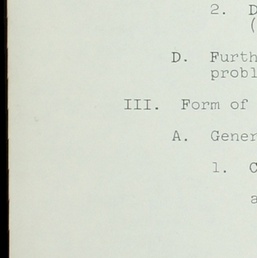 2. D
(
D. Furth
probl
III. Form of
A. Gener
1. C
a